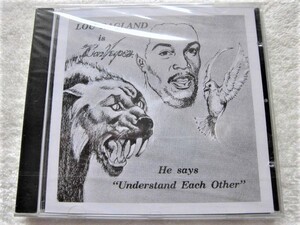 LOU RAGLAND
is
He says
"Understand Each Other"